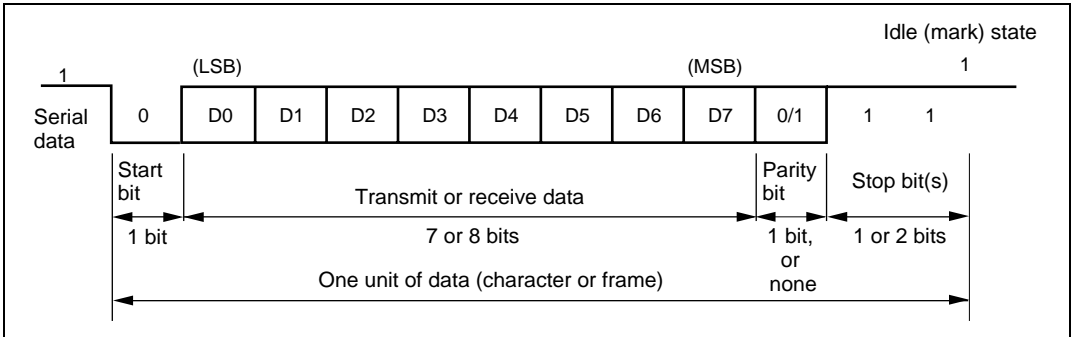 Idle (mark) state
1 (LSB) (MSB) 1
Serial data 0 D0 D1 D2 D3 D4 D5 D6 D7 0/1 1 1
Start bit Transmit or receive data Parity bit Stop bit(s)
1 bit 7 or 8 bits 1 bit, or none 1 or 2 bits
One unit of data (character or frame)